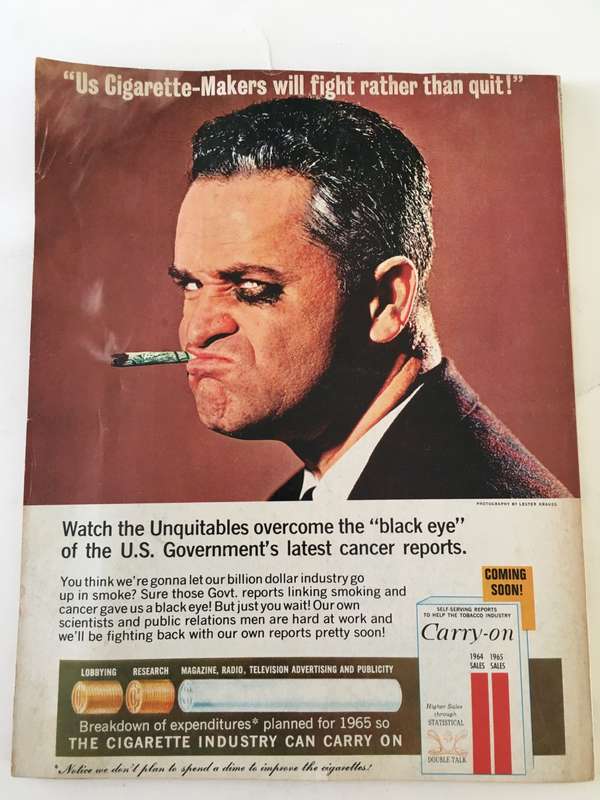 “Us Cigarette-Makers will fight rather than quit!”
PHOTOGRAPHY BY LESTER KRAUSS
Watch the Unquitables overcome the “black eye”
of the U.S. Government’s latest cancer reports.
You think we’re gonna let our billion dollar industry go
up in smoke? Sure those Govt. reports linking smoking and
cancer gave us a black eye! But just you wait! Our own
scientists and public relations men are hard at work and
we’ll be fighting back with our own reports pretty soon!
COMING
SOON!
SELF-SERVING REPORTS
TO HELP THE TOBACCO INDUSTRY
Carry-on
1964 1965
SALES SALES
Higher Sales
through
STATISTICAL
DOUBLE TALK
LOBBYING RESEARCH MAGAZINE, RADIO, TELEVISION ADVERTISING AND PUBLICITY
Breakdown of expenditures* planned for 1965 so
THE CIGARETTE INDUSTRY CAN CARRY ON
*Notice we don’t plan to spend a dime to improve the cigarettes!